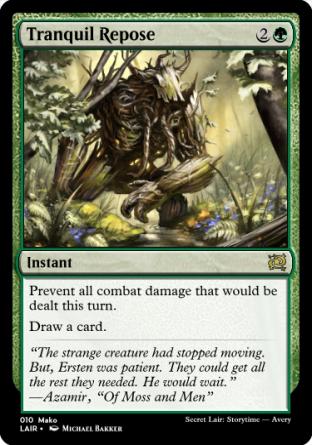 Tranquil Repose 2
Instant
Prevent all combat damage that would be
dealt this turn.
Draw a card.
“The strange creature had stopped moving.
But, Ersten was patient. They could get all
the rest they needed. He would wait.”
—Azamir, “Of Moss and Men”
010 Mako Secret Lair: Storytime — Avery
LAIR • Michael Bakker